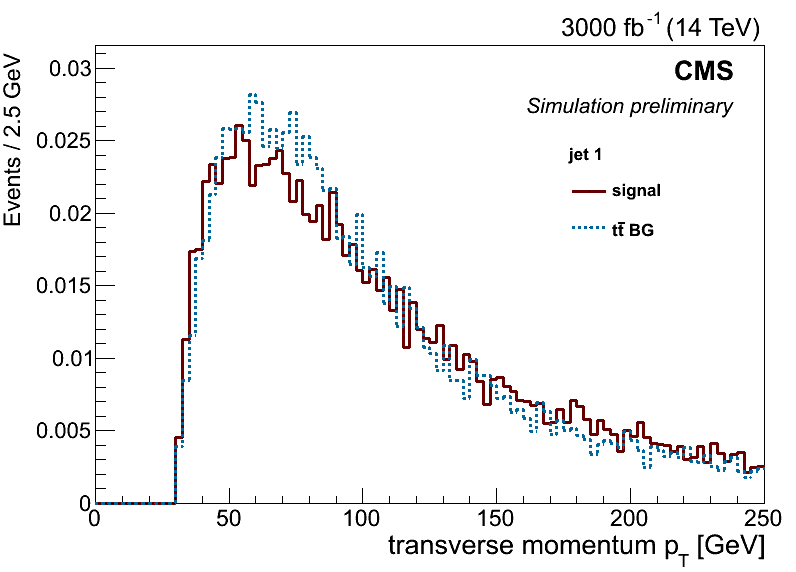 3000 fb⁻¹ (14 TeV)
CMS
Simulation preliminary
jet 1
signal
tt̄ BG
Events / 2.5 GeV
0.03
0.025
0.02
0.015
0.01
0.005
0
0 50 100 150 200 250
transverse momentum p_T [GeV]